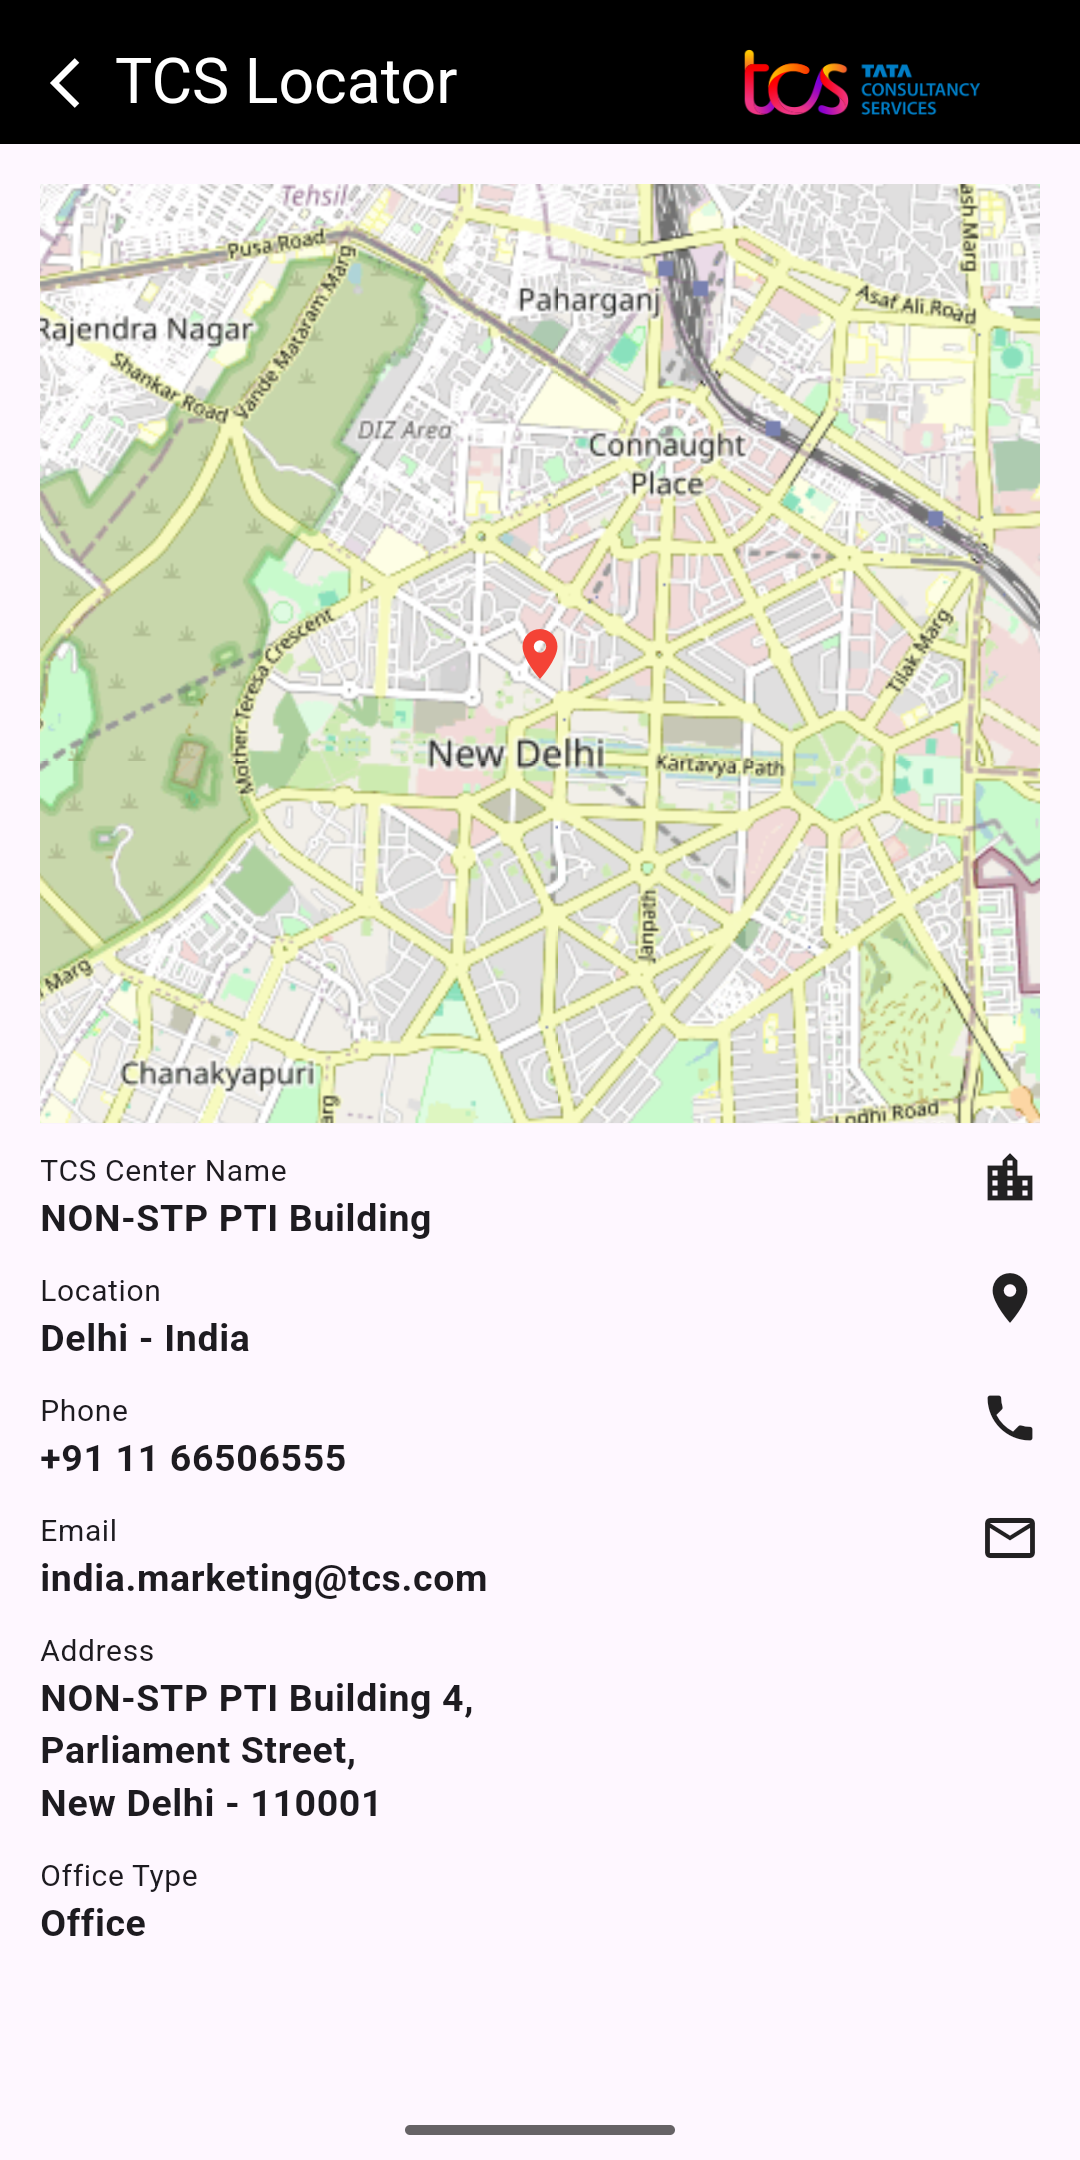 TCS Locator
tcs TATA
CONSULTANCY
SERVICES
Tehsil
Pusa Road
Vande Mataram Marg
ash Marg
Paharganj
Asaf Ali Road
Rajendra Nagar
Shankar Road
DIZ Area
Connaught
Place
Mother Teresa Crescent
Tilak Marg
New Delhi
Kartavya Path
Janpath
Marg
Chanakyapuri
arg
Lodhi Road
TCS Center Name
NON-STP PTI Building
Location
Delhi - India
Phone
+91 11 66506555
Email
india.marketing@tcs.com
Address
NON-STP PTI Building 4,
Parliament Street,
New Delhi - 110001
Office Type
Office